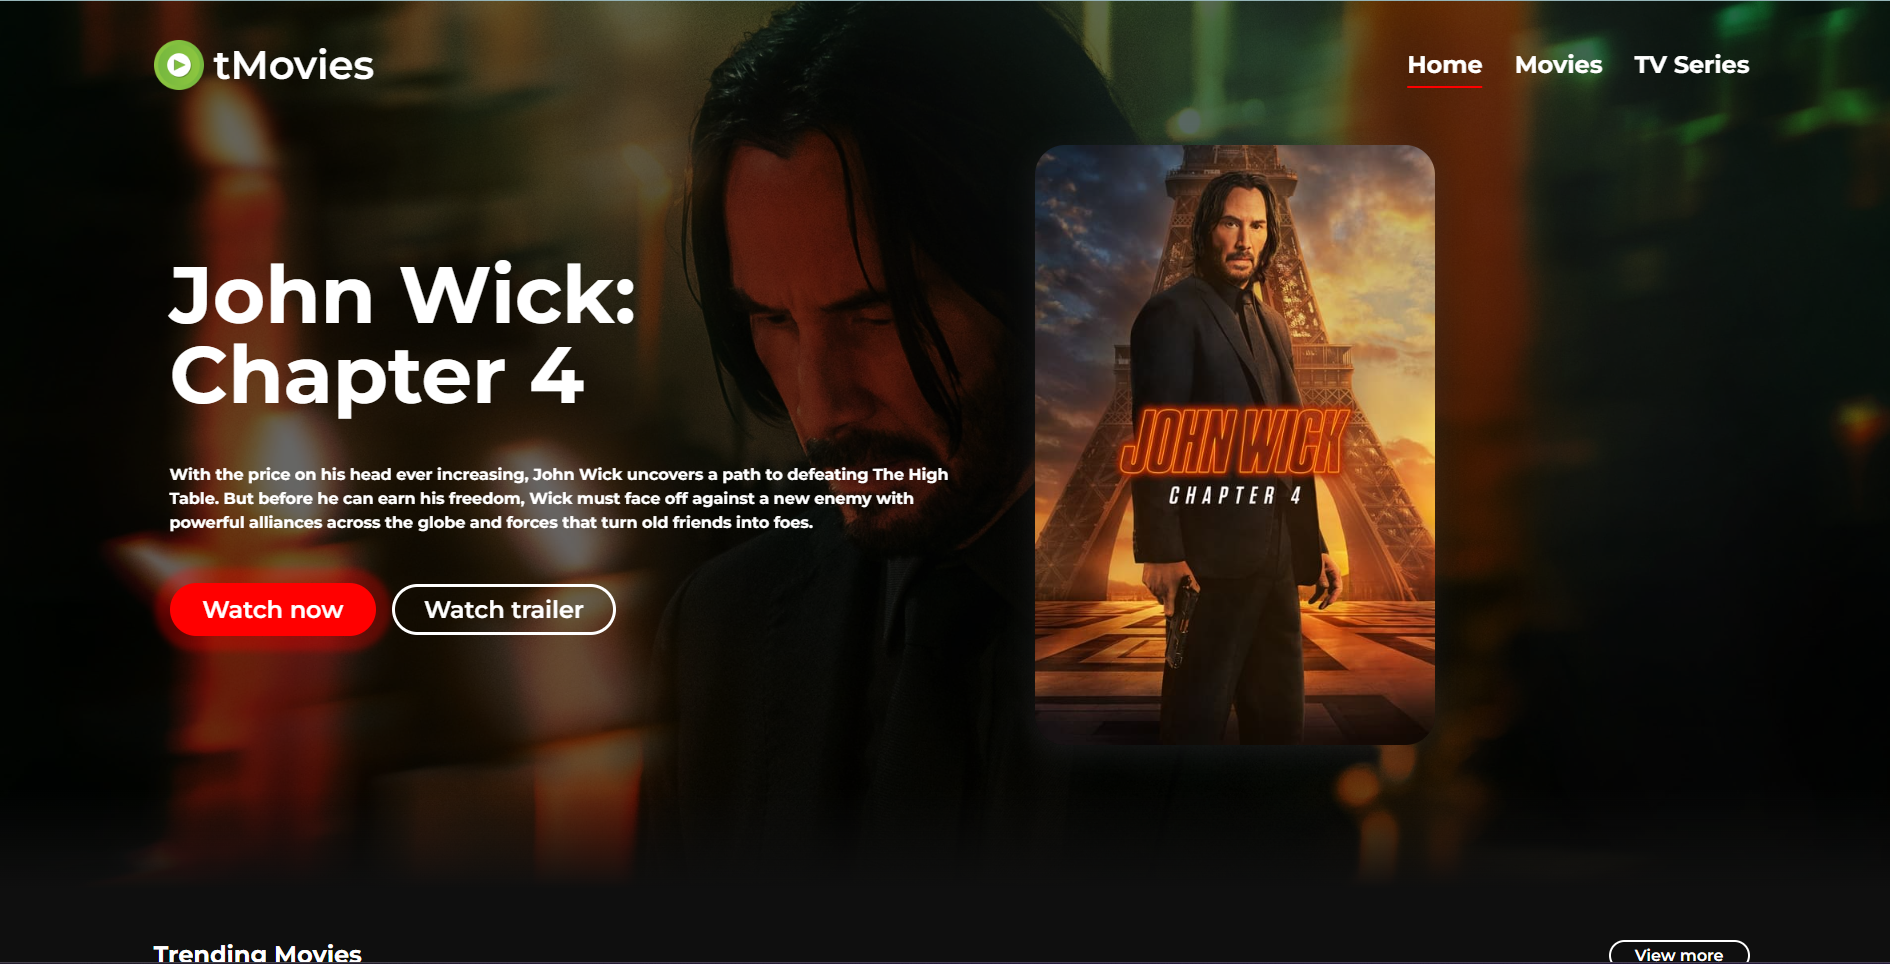 tMovies
Home
Movies
TV Series
John Wick:
Chapter 4
With the price on his head ever increasing, John Wick uncovers a path to defeating The High
Table. But before he can earn his freedom, Wick must face off against a new enemy with
powerful alliances across the globe and forces that turn old friends into foes.
Watch now
Watch trailer
JOHN WICK
CHAPTER 4
Trending Movies
View more